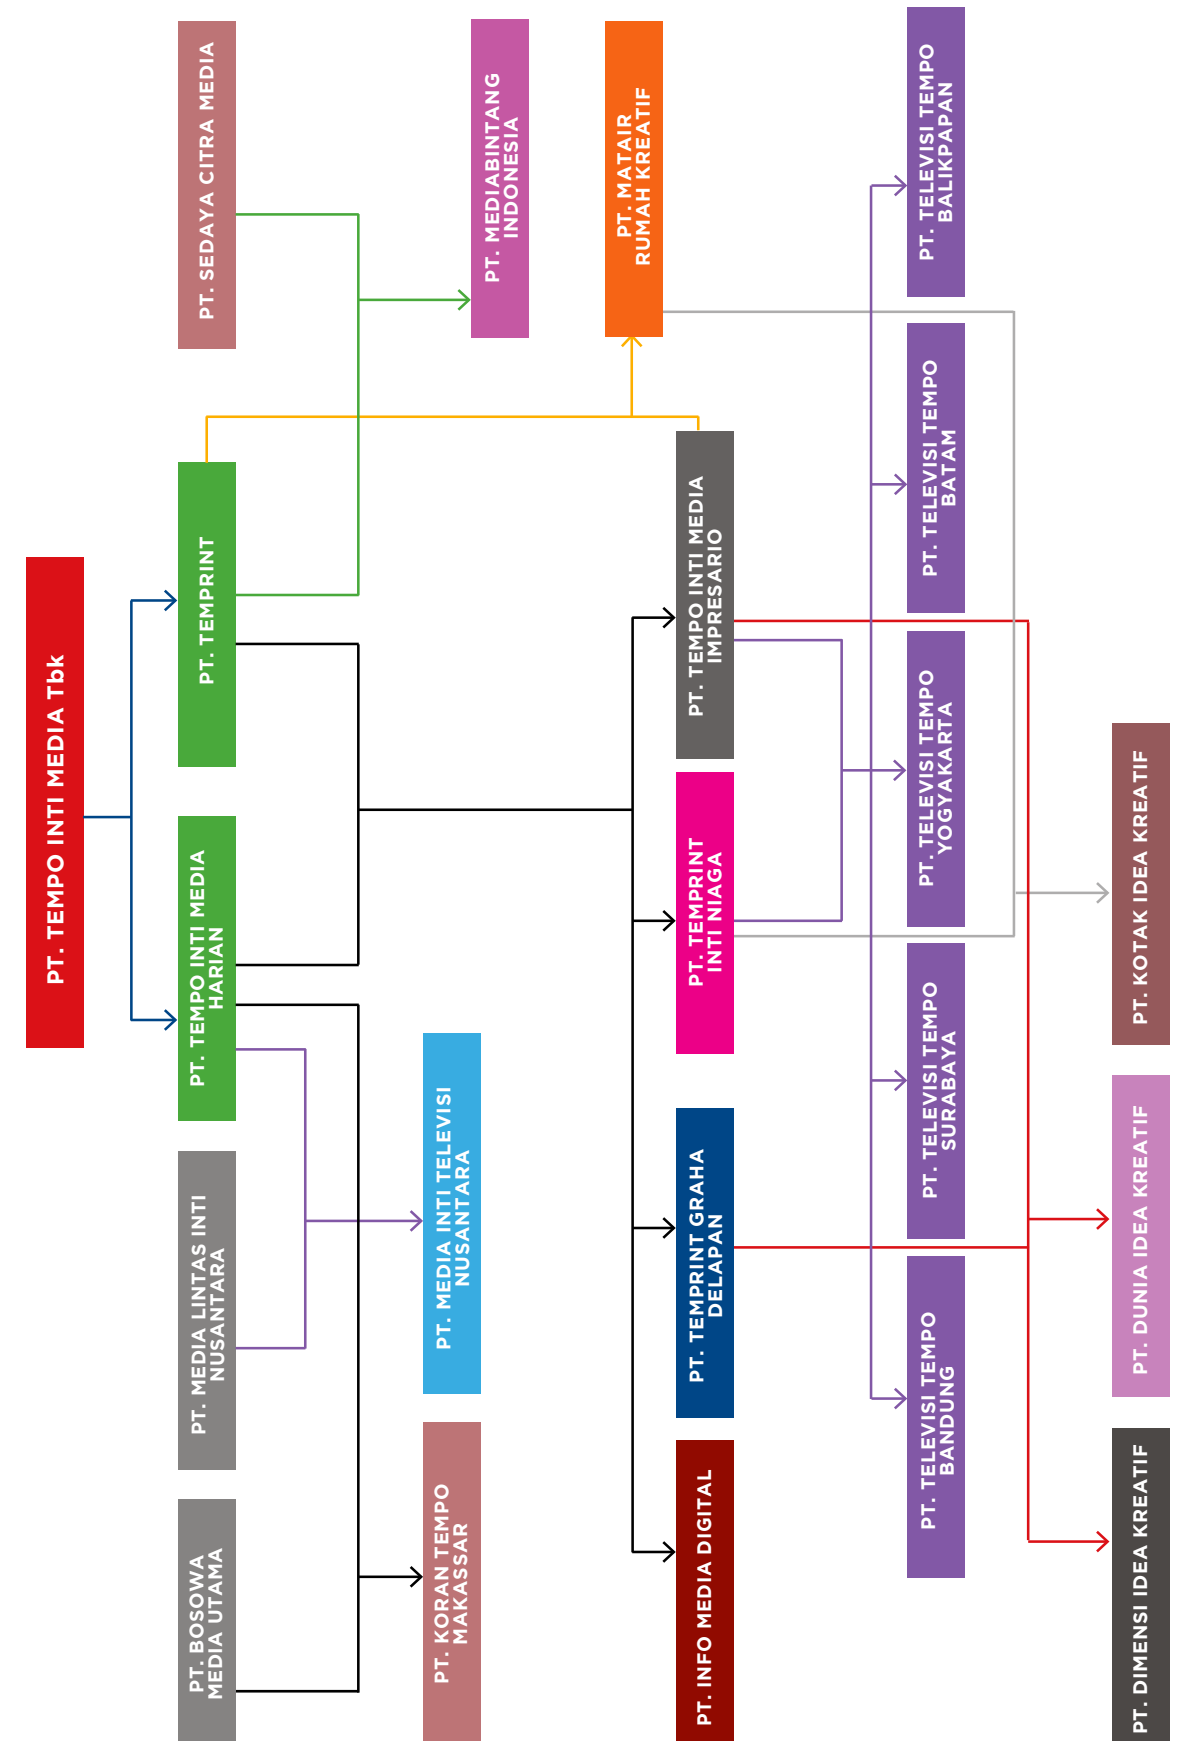 PT. TEMPO INTI MEDIA Tbk
PT. BOSOWA
MEDIA UTAMA
PT. MEDIA LINTAS INTI
NUSANTARA
PT. TEMPO INTI MEDIA
HARIAN
PT. TEMPRINT
PT. SEDAYA CITRA MEDIA
PT. KORAN TEMPO
MAKASSAR
PT. MEDIA INTI TELEVISI
NUSANTARA
PT. MEDIABINTANG
INDONESIA
PT. MATAIR
RUMAH KREATIF
PT. INFO MEDIA DIGITAL
PT. TEMPRINT GRAHA
DELAPAN
PT. TEMPRINT
INTI NIAGA
PT. TEMPO INTI MEDIA
IMPRESARIO
PT. TELEVISI TEMPO
BANDUNG
PT. TELEVISI TEMPO
SURABAYA
PT. TELEVISI TEMPO
YOGYAKARTA
PT. TELEVISI TEMPO
BATAM
PT. TELEVISI TEMPO
BALIKPAPAN
PT. DIMENSI IDEA KREATIF
PT. DUNIA IDEA KREATIF
PT. KOTAK IDEA KREATIF